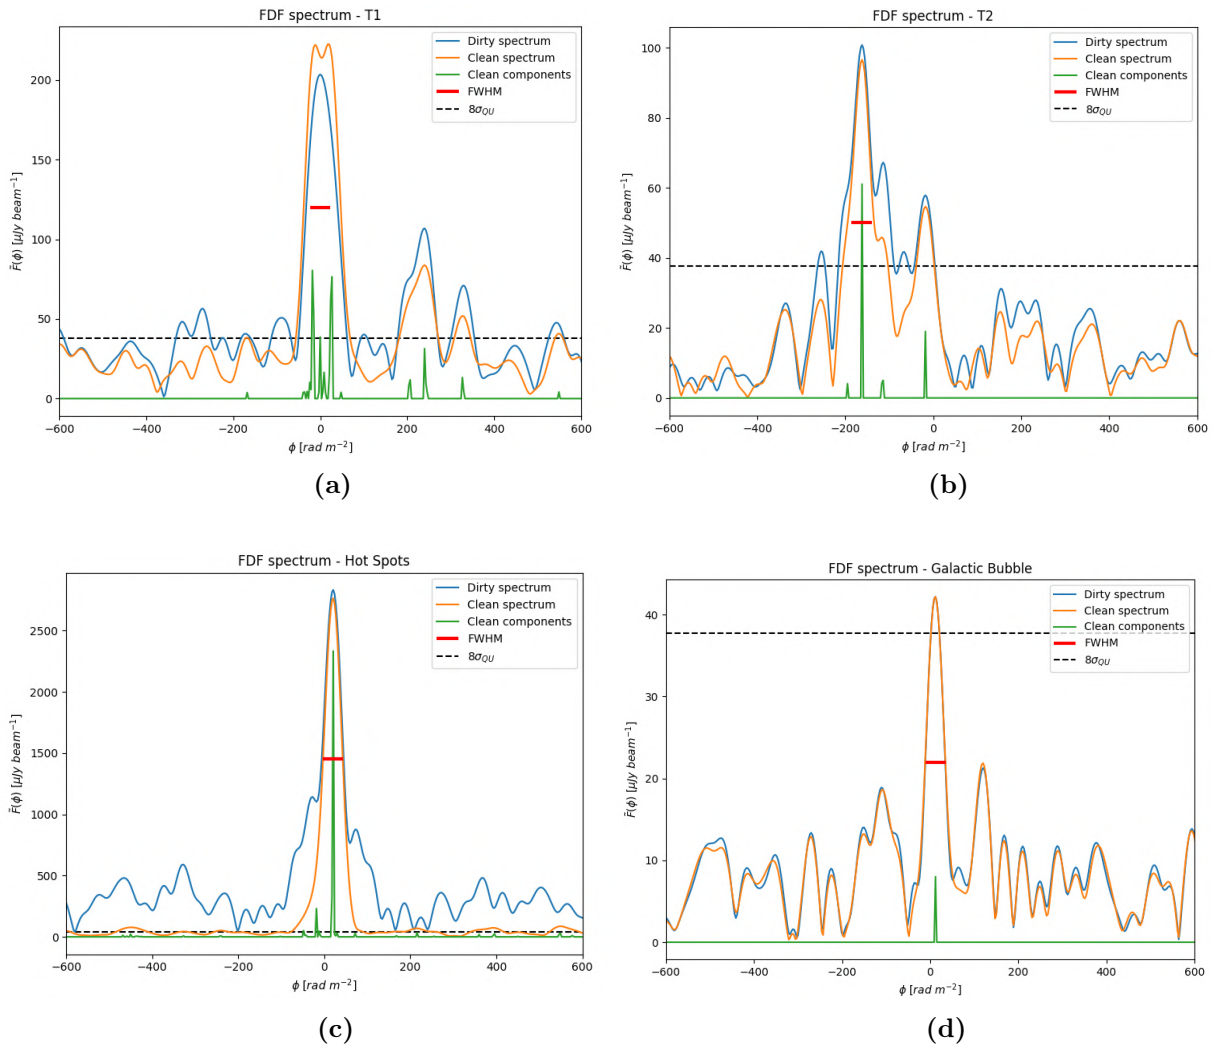 FDF spectrum - T1
Dirty spectrum
Clean spectrum
Clean components
FWHM
8σ_QU
F̃(ϕ) [μJy beam⁻¹]
200
150
100
50
0
−600 −400 −200 0 200 400 600
ϕ [rad m⁻²]
(a)
FDF spectrum - T2
Dirty spectrum
Clean spectrum
Clean components
FWHM
8σ_QU
F̃(ϕ) [μJy beam⁻¹]
100
80
60
40
20
0
−600 −400 −200 0 200 400 600
ϕ [rad m⁻²]
(b)
FDF spectrum - Hot Spots
Dirty spectrum
Clean spectrum
Clean components
FWHM
8σ_QU
F̃(ϕ) [μJy beam⁻¹]
2500
2000
1500
1000
500
0
−600 −400 −200 0 200 400 600
ϕ [rad m⁻²]
(c)
FDF spectrum - Galactic Bubble
Dirty spectrum
Clean spectrum
Clean components
FWHM
8σ_QU
F̃(ϕ) [μJy beam⁻¹]
40
30
20
10
0
−600 −400 −200 0 200 400 600
ϕ [rad m⁻²]
(d)